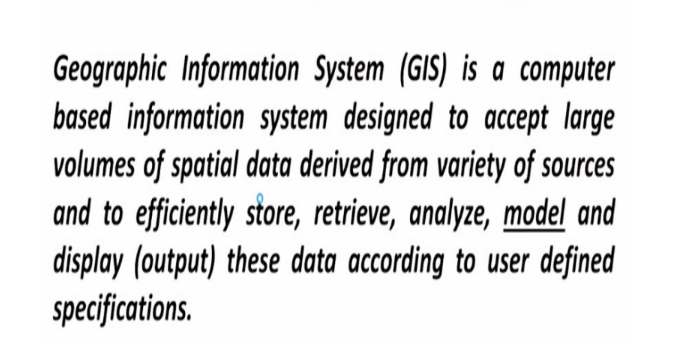 Geographic Information System (GIS) is a computer
based information system designed to accept large
volumes of spatial data derived from variety of sources
and to efficiently store, retrieve, analyze, model and
display (output) these data according to user defined
specifications.